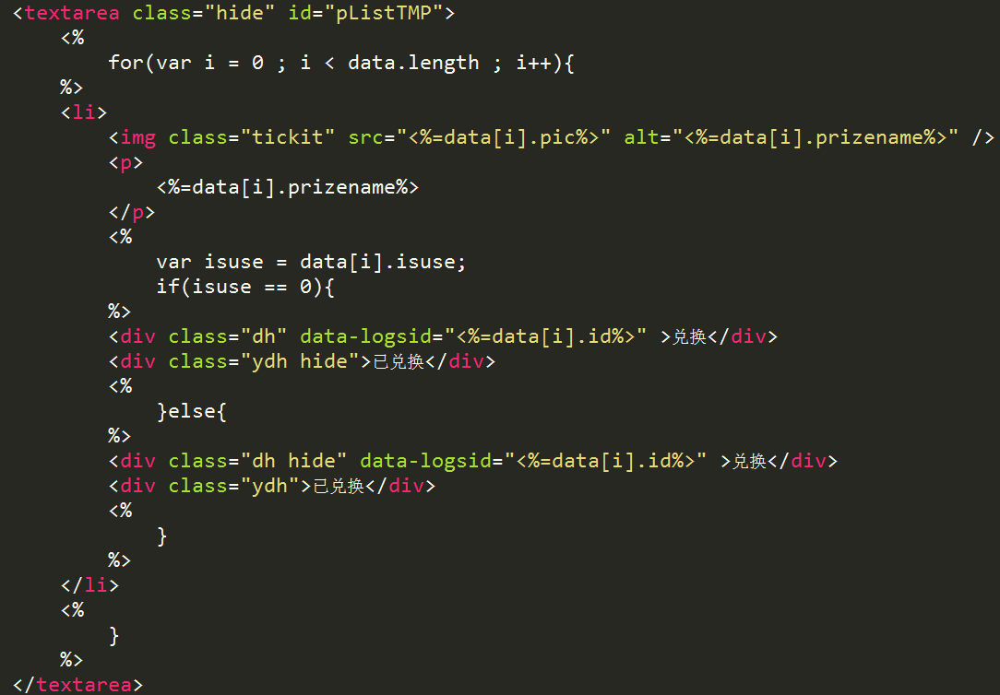 <textarea class="hide" id="pListTMP">
    <%
        for(var i = 0 ; i < data.length ; i++){
    %>
    <li>
        <img class="tickit" src="<%=data[i].pic%>" alt="<%=data[i].prizename%>" />
        <p>
            <%=data[i].prizename%>
        </p>
        <%
            var isuse = data[i].isuse;
            if(isuse == 0){
        %>
        <div class="dh" data-logsid="<%=data[i].id%>" >兑换</div>
        <div class="ydh hide">已兑换</div>
        <%
            }else{
        %>
        <div class="dh hide" data-logsid="<%=data[i].id%>" >兑换</div>
        <div class="ydh">已兑换</div>
        <%
            }
        %>
    </li>
    <%
        }
    %>
</textarea>